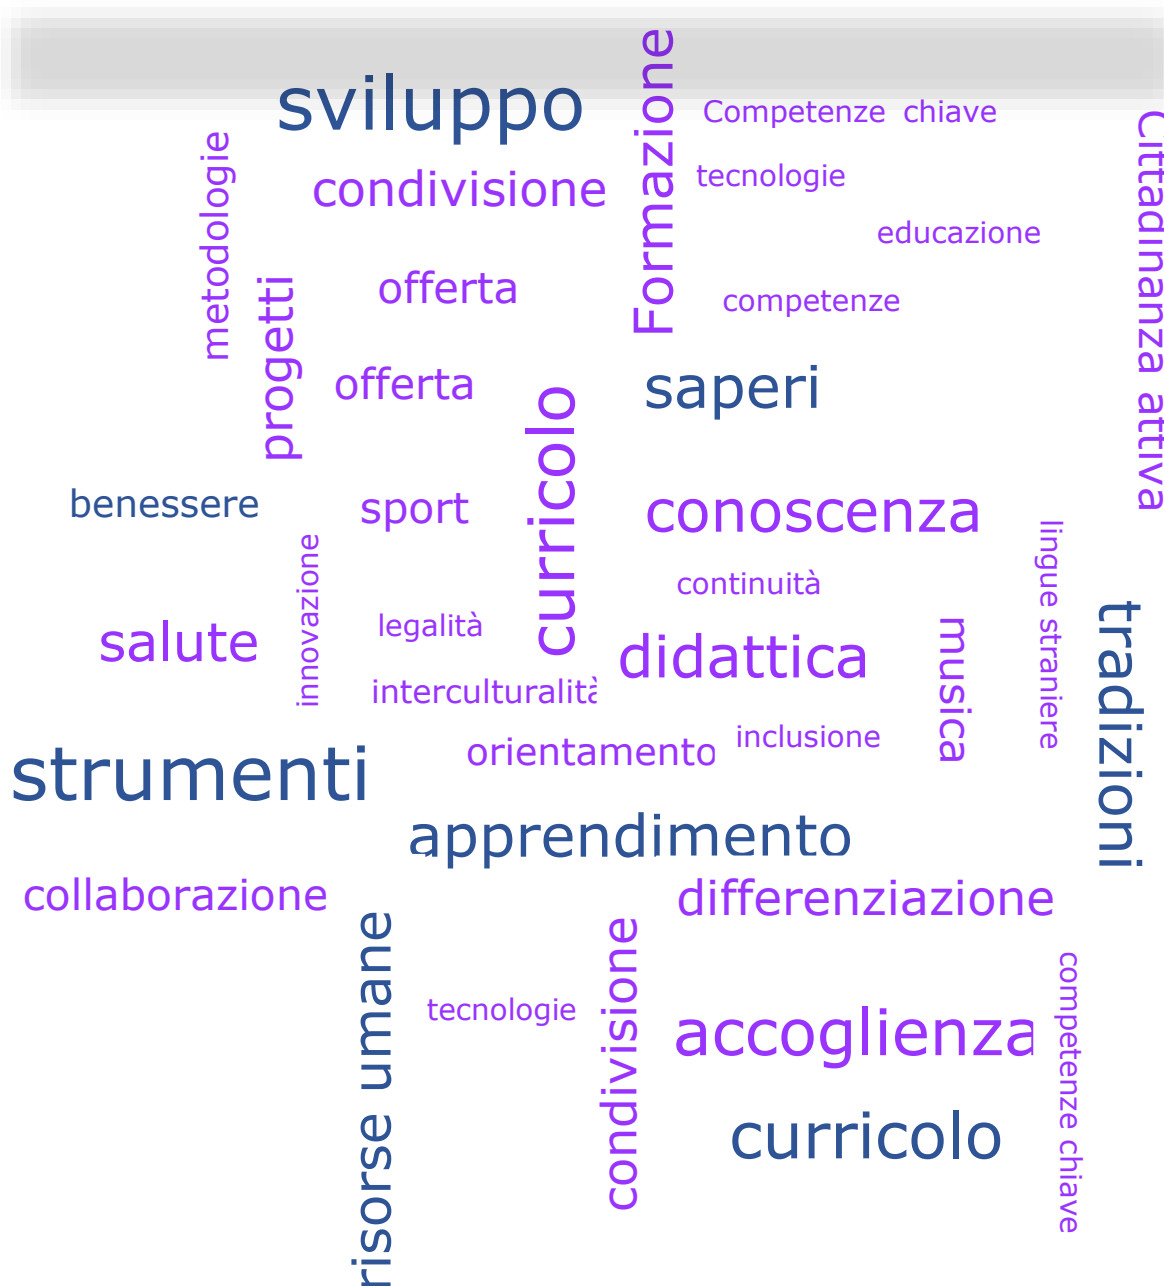 sviluppo
Formazione
Competenze chiave
Cittadinanza attiva
metodologie
condivisione
tecnologie
educazione
progetti
offerta
competenze
offerta
curricolo
saperi
benessere
sport
conoscenza
lingue straniere
innovazione
continuità
salute
legalità
didattica
musica
tradizioni
interculturalità
orientamento
inclusione
strumenti
apprendimento
collaborazione
differenziazione
risorse umane
condivisione
competenze chiave
tecnologie
accoglienza
curricolo